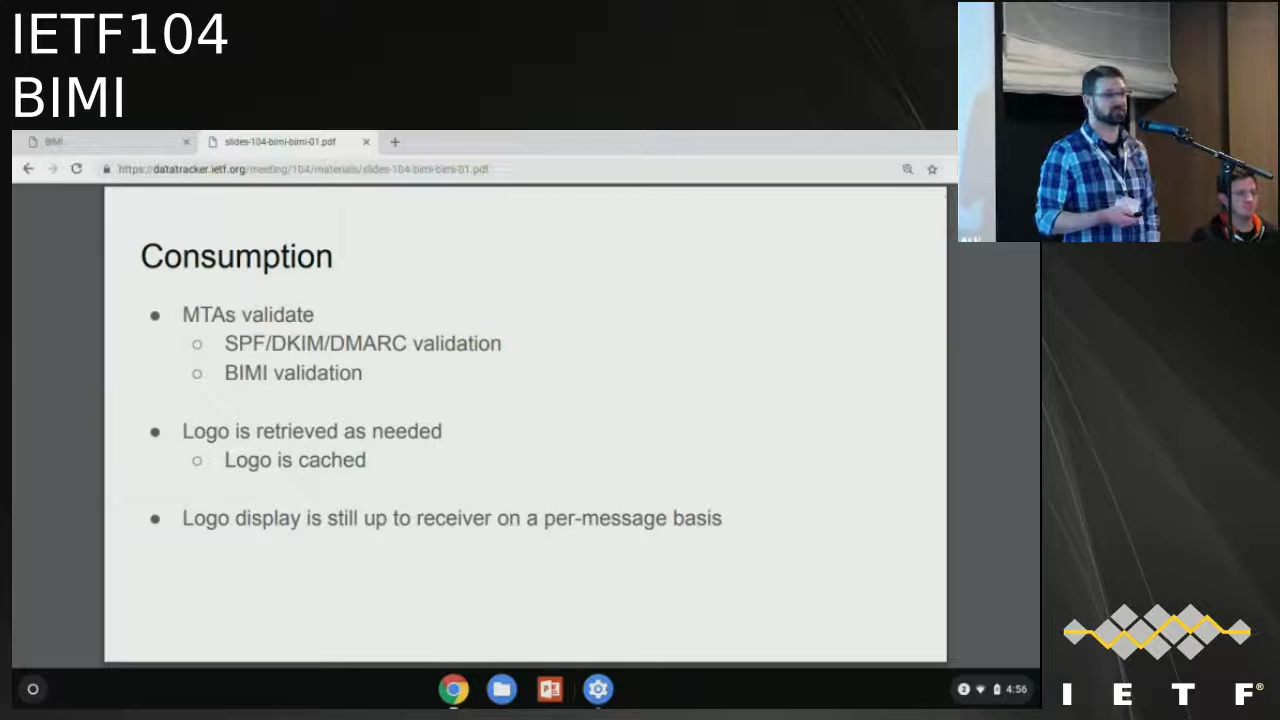 IETF104
BIMI
BIMI
slides-104-bimi-bimi-01.pdf
https://datatracker.ietf.org/meeting/104/materials/slides-104-bimi-bimi-01.pdf
Consumption
● MTAs validate
○ SPF/DKIM/DMARC validation
○ BIMI validation
● Logo is retrieved as needed
○ Logo is cached
● Logo display is still up to receiver on a per-message basis
2
4:56
I E T F®